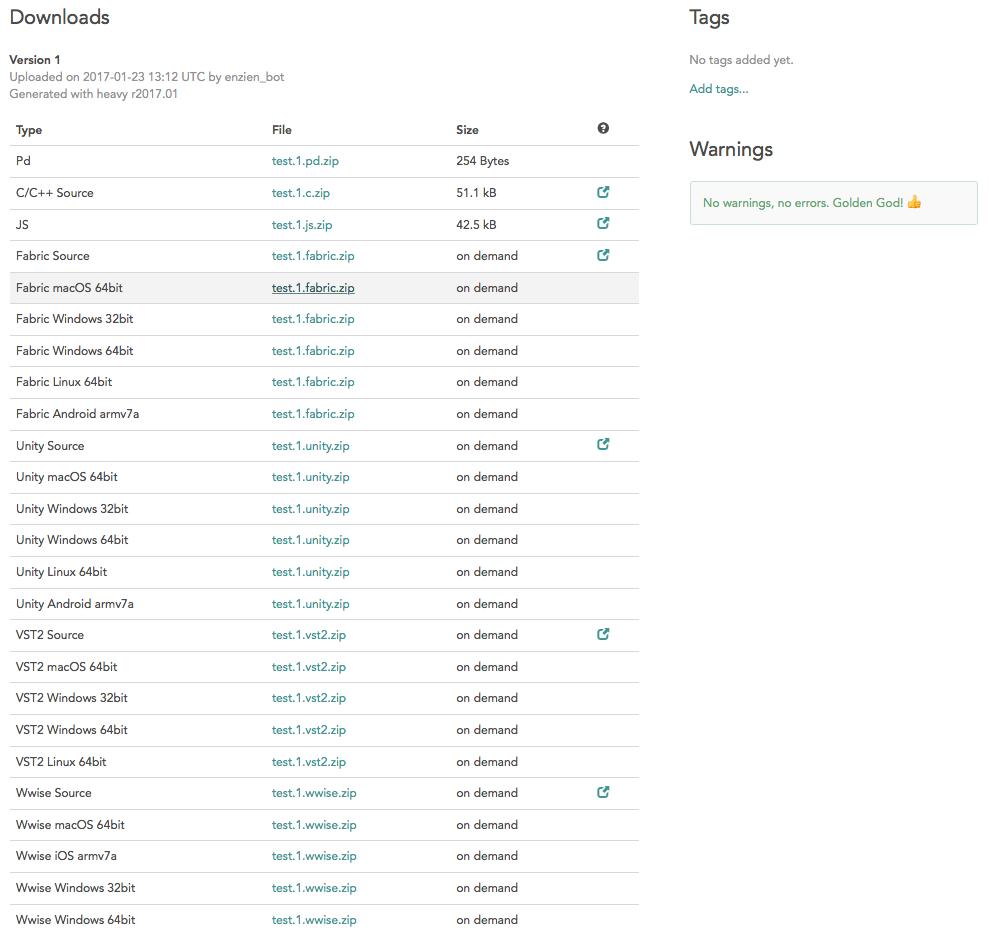 Downloads
Version 1
Uploaded on 2017-01-23 13:12 UTC by enzien_bot
Generated with heavy r2017.01
Type File Size ?
Pd test.1.pd.zip 254 Bytes
C/C++ Source test.1.c.zip 51.1 kB
JS test.1.js.zip 42.5 kB
Fabric Source test.1.fabric.zip on demand
Fabric macOS 64bit test.1.fabric.zip on demand
Fabric Windows 32bit test.1.fabric.zip on demand
Fabric Windows 64bit test.1.fabric.zip on demand
Fabric Linux 64bit test.1.fabric.zip on demand
Fabric Android armv7a test.1.fabric.zip on demand
Unity Source test.1.unity.zip on demand
Unity macOS 64bit test.1.unity.zip on demand
Unity Windows 32bit test.1.unity.zip on demand
Unity Windows 64bit test.1.unity.zip on demand
Unity Linux 64bit test.1.unity.zip on demand
Unity Android armv7a test.1.unity.zip on demand
VST2 Source test.1.vst2.zip on demand
VST2 macOS 64bit test.1.vst2.zip on demand
VST2 Windows 32bit test.1.vst2.zip on demand
VST2 Windows 64bit test.1.vst2.zip on demand
VST2 Linux 64bit test.1.vst2.zip on demand
Wwise Source test.1.wwise.zip on demand
Wwise macOS 64bit test.1.wwise.zip on demand
Wwise iOS armv7a test.1.wwise.zip on demand
Wwise Windows 32bit test.1.wwise.zip on demand
Wwise Windows 64bit test.1.wwise.zip on demand
Tags
No tags added yet.
Add tags...
Warnings
No warnings, no errors. Golden God! 👍